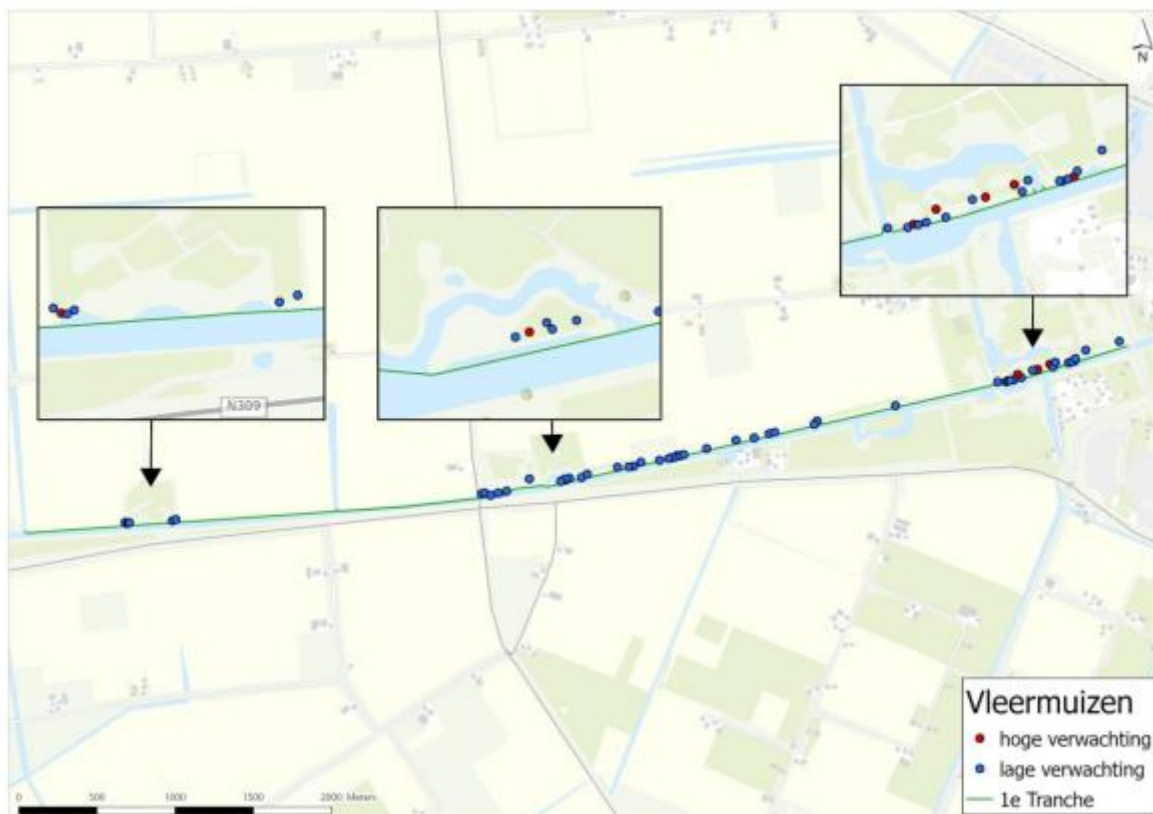 N
N309
Vleermuizen
hoge verwachting
lage verwachting
1e Tranche
0 500 1000 1500 2000 Meters